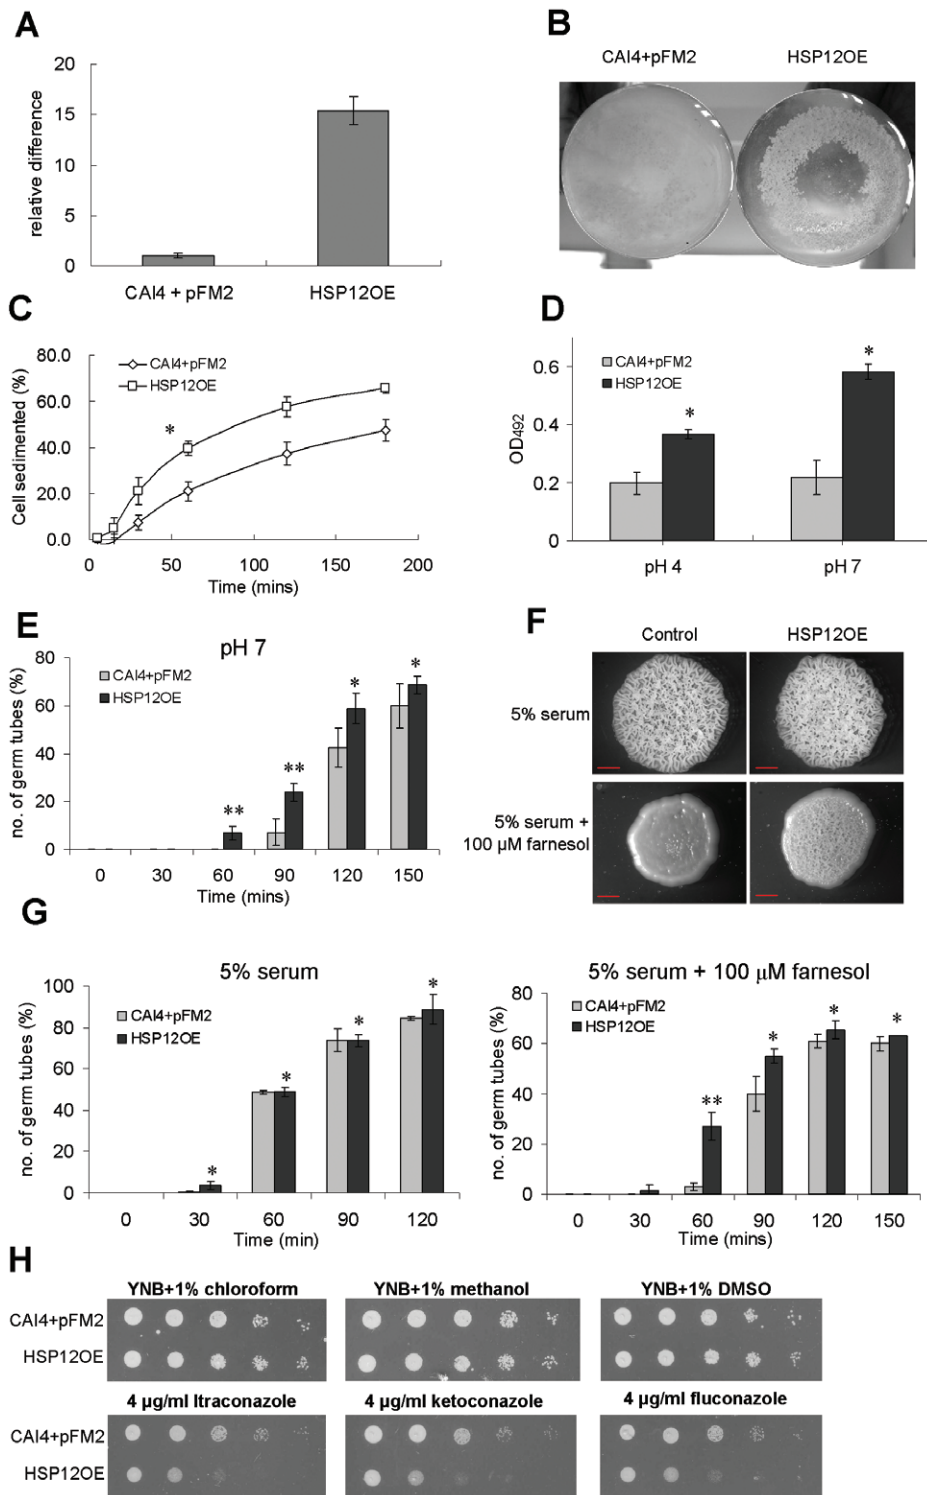 A
relative difference
20
15
10
5
0
CAI4 + pFM2
HSP12OE
B
CAI4+pFM2
HSP12OE
C
Cell sedimented (%)
80.0
60.0
40.0
20.0
0.0
CAI4+pFM2
HSP12OE
*
0
50
100
150
200
Time (mins)
D
OD492
0.6
0.4
0.2
0
CAI4+pFM2
HSP12OE
*
*
pH 4
pH 7
E
pH 7
no. of germ tubes (%)
80
60
40
20
0
CAI4+pFM2
HSP12OE
**
**
*
*
0
30
60
90
120
150
Time (mins)
F
Control
HSP12OE
5% serum
5% serum +
100 µM farnesol
G
5% serum
no. of germ tubes (%)
100
80
60
40
20
0
CAI4+pFM2
HSP12OE
*
*
*
*
0
30
60
90
120
Time (min)
5% serum + 100 µM farnesol
no. of germ tubes (%)
80
60
40
20
0
CAI4+pFM2
HSP12OE
**
*
*
*
0
30
60
90
120
150
Time (mins)
H
YNB+1% chloroform
YNB+1% methanol
YNB+1% DMSO
CAI4+pFM2
HSP12OE
4 µg/ml Itraconazole
4 µg/ml ketoconazole
4 µg/ml fluconazole
CAI4+pFM2
HSP12OE